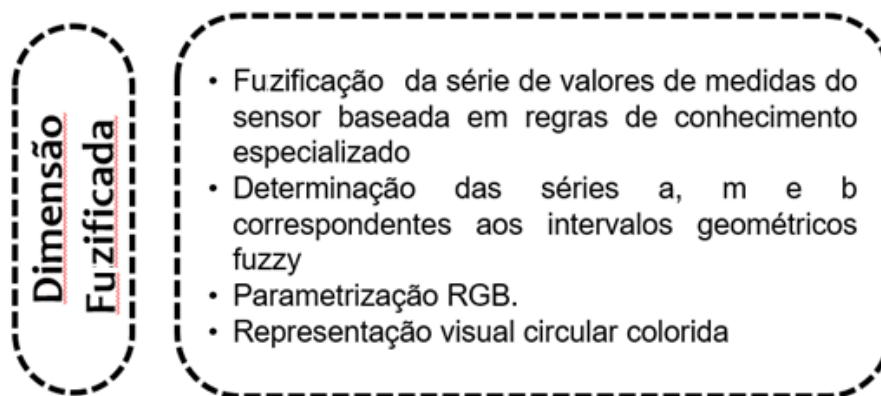 Dimensão
Fuzificada
• Fuzificação da série de valores de medidas do
sensor baseada em regras de conhecimento
especializado
• Determinação das séries a, m e b
correspondentes aos intervalos geométricos
fuzzy
• Parametrização RGB.
• Representação visual circular colorida